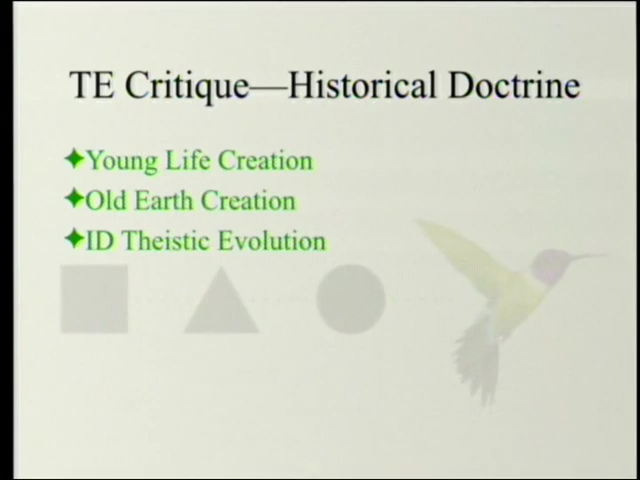 TE Critique—Historical Doctrine
Young Life Creation
Old Earth Creation
ID Theistic Evolution